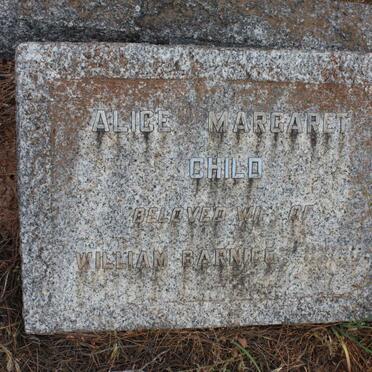 ALICE MARGARET
CHILD
BELOVED WIFE OF
WILLIAM